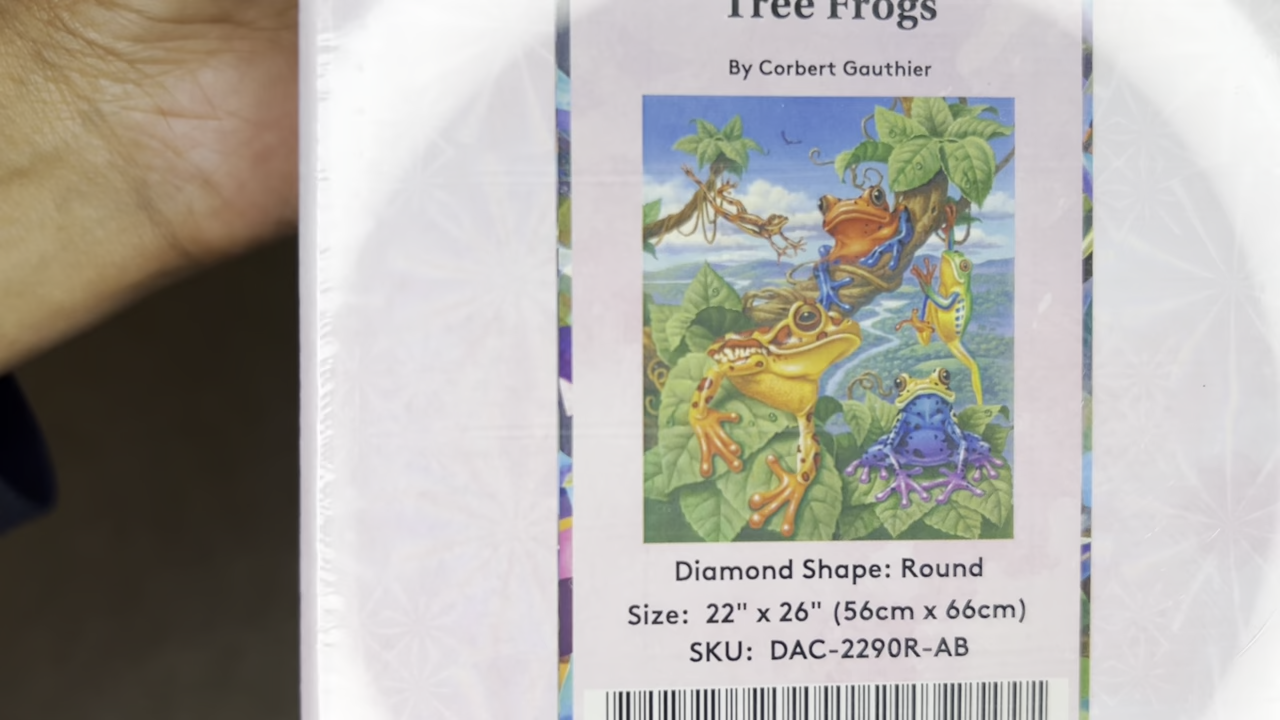 Tree Frogs
By Corbert Gauthier
Diamond Shape: Round
Size: 22" x 26" (56cm x 66cm)
SKU: DAC-2290R-AB